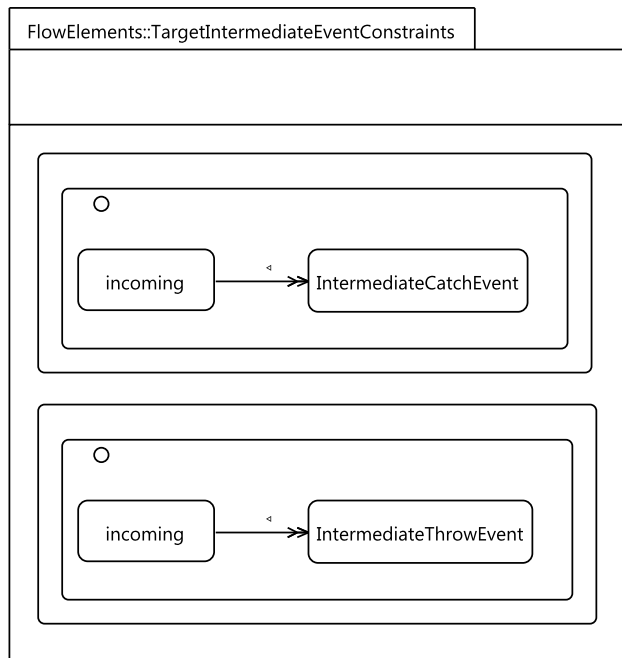 FlowElements::TargetIntermediateEventConstraints
incoming
IntermediateCatchEvent
incoming
IntermediateThrowEvent